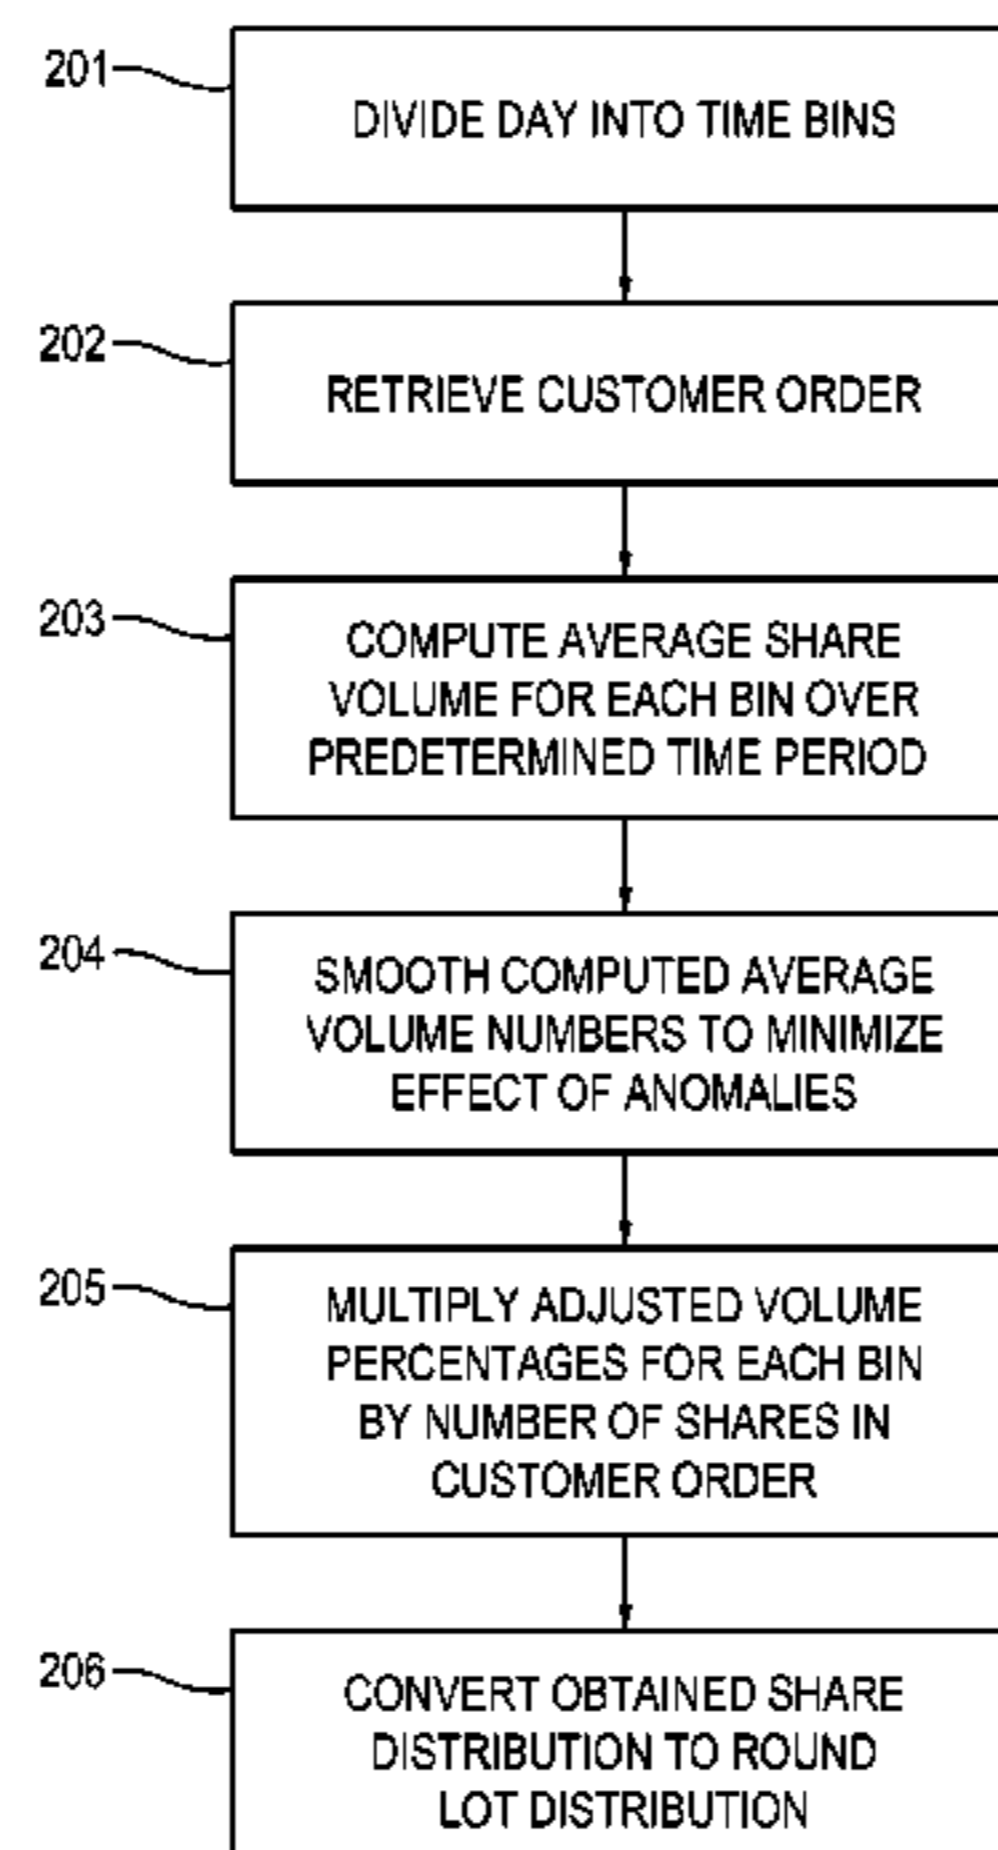 201
DIVIDE DAY INTO TIME BINS
202
RETRIEVE CUSTOMER ORDER
203
COMPUTE AVERAGE SHARE
VOLUME FOR EACH BIN OVER
PREDETERMINED TIME PERIOD
204
SMOOTH COMPUTED AVERAGE
VOLUME NUMBERS TO MINIMIZE
EFFECT OF ANOMALIES
205
MULTIPLY ADJUSTED VOLUME
PERCENTAGES FOR EACH BIN
BY NUMBER OF SHARES IN
CUSTOMER ORDER
206
CONVERT OBTAINED SHARE
DISTRIBUTION TO ROUND
LOT DISTRIBUTION